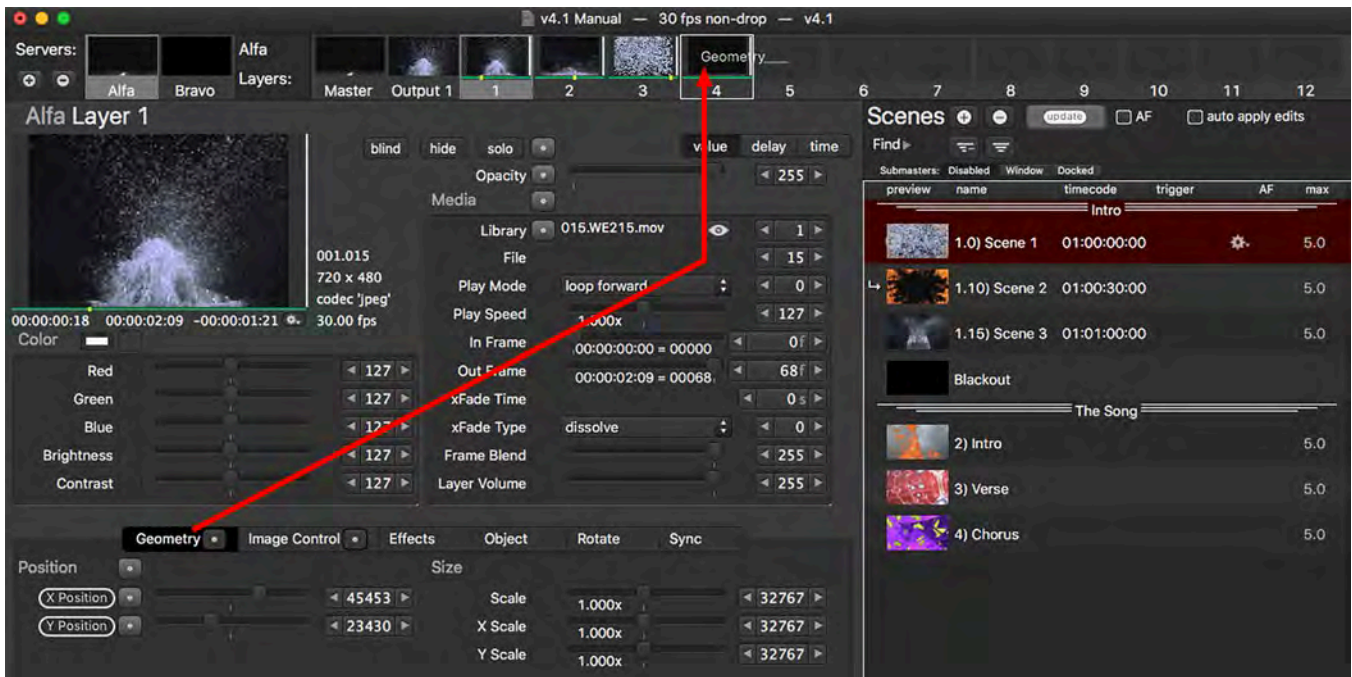 v4.1 Manual — 30 fps non-drop — v4.1
Servers:
Alfa
Layers:
Alfa
Bravo
Master
Output 1
1
2
3
4
5
6
7
8
9
10
11
12
Geometry
Alfa Layer 1
001.015
720 x 480
codec 'jpeg'
30.00 fps
00:00:00:18 00:00:02:09 -00:00:01:21
Color
Red 127
Green 127
Blue 127
Brightness 127
Contrast 127
blind hide solo
value delay time
Opacity 255
Media
Library 015.WE215.mov 1
File 15
Play Mode loop forward 0
Play Speed 1.000x 127
In Frame 00:00:00:00 = 00000 0f
Out Frame 00:00:02:09 = 00068 68f
xFade Time 0 s
xFade Type dissolve 0
Frame Blend 255
Layer Volume 255
Geometry Image Control Effects Object Rotate Sync
Position
X Position 45453
Y Position 23430
Size
Scale 1.000x 32767
X Scale 1.000x 32767
Y Scale 1.000x 32767
Scenes update AF auto apply edits
Find
Submasters: Disabled Window Docked
preview name timecode trigger AF max
Intro
1.0) Scene 1 01:00:00:00 5.0
1.10) Scene 2 01:00:30:00 5.0
1.15) Scene 3 01:01:00:00 5.0
Blackout
The Song
2) Intro 5.0
3) Verse 5.0
4) Chorus 5.0